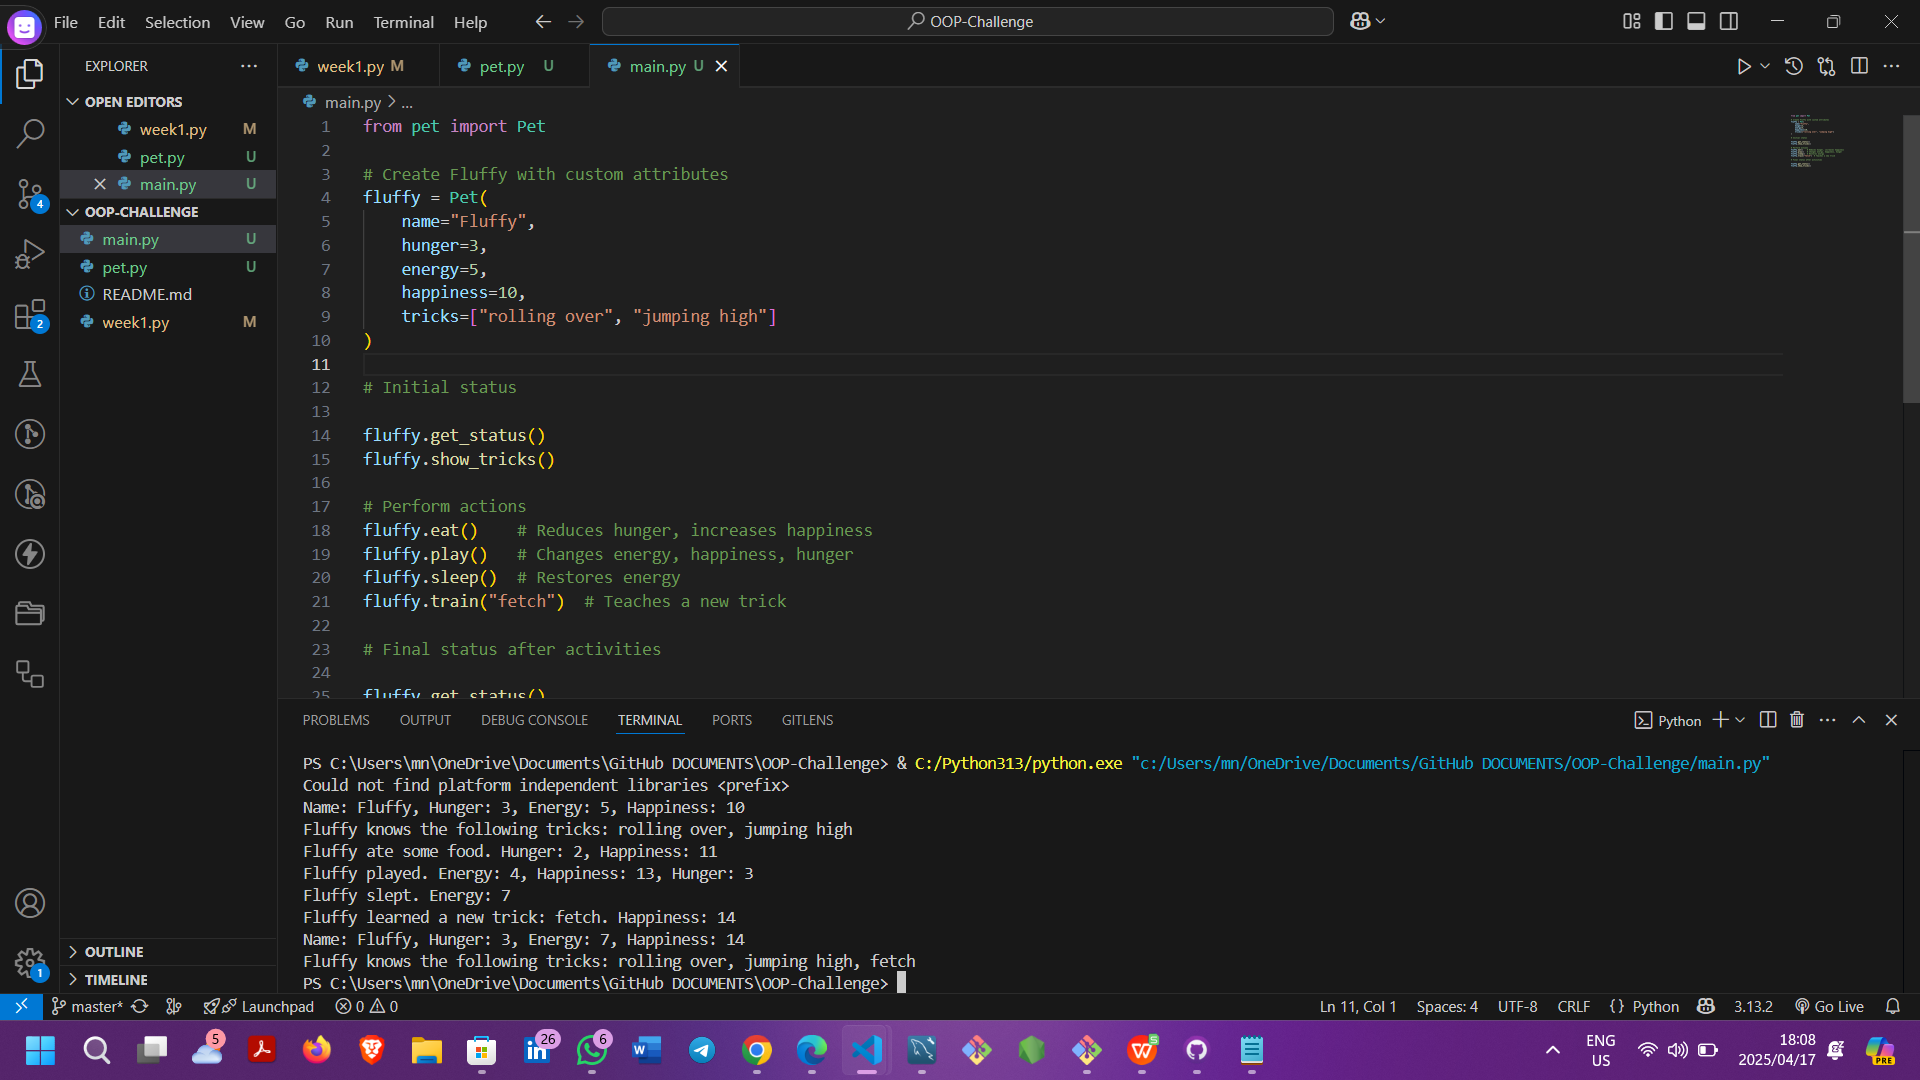 File Edit Selection View Go Run Terminal Help
OOP-Challenge
EXPLORER
OPEN EDITORS
week1.py M
pet.py U
main.py U
OOP-CHALLENGE
main.py U
pet.py U
README.md
week1.py M
OUTLINE
TIMELINE
4
2
1
week1.py M
pet.py U
main.py U
main.py > ...
1 from pet import Pet
2
3 # Create Fluffy with custom attributes
4 fluffy = Pet(
5 name="Fluffy",
6 hunger=3,
7 energy=5,
8 happiness=10,
9 tricks=["rolling over", "jumping high"]
10 )
11
12 # Initial status
13
14 fluffy.get_status()
15 fluffy.show_tricks()
16
17 # Perform actions
18 fluffy.eat() # Reduces hunger, increases happiness
19 fluffy.play() # Changes energy, happiness, hunger
20 fluffy.sleep() # Restores energy
21 fluffy.train("fetch") # Teaches a new trick
22
23 # Final status after activities
24
25 fluffy.get_status()
PROBLEMS OUTPUT DEBUG CONSOLE TERMINAL PORTS GITLENS
Python
PS C:\Users\mn\OneDrive\Documents\GitHub DOCUMENTS\OOP-Challenge> & C:/Python313/python.exe "c:/Users/mn/OneDrive/Documents/GitHub DOCUMENTS/OOP-Challenge/main.py"
Could not find platform independent libraries <prefix>
Name: Fluffy, Hunger: 3, Energy: 5, Happiness: 10
Fluffy knows the following tricks: rolling over, jumping high
Fluffy ate some food. Hunger: 2, Happiness: 11
Fluffy played. Energy: 4, Happiness: 13, Hunger: 3
Fluffy slept. Energy: 7
Fluffy learned a new trick: fetch. Happiness: 14
Name: Fluffy, Hunger: 3, Energy: 7, Happiness: 14
Fluffy knows the following tricks: rolling over, jumping high, fetch
PS C:\Users\mn\OneDrive\Documents\GitHub DOCUMENTS\OOP-Challenge>
master* Launchpad 0 0
Ln 11, Col 1 Spaces: 4 UTF-8 CRLF {} Python 3.13.2 Go Live
5
26
6
ENG
US
18:08
2025/04/17
PRE